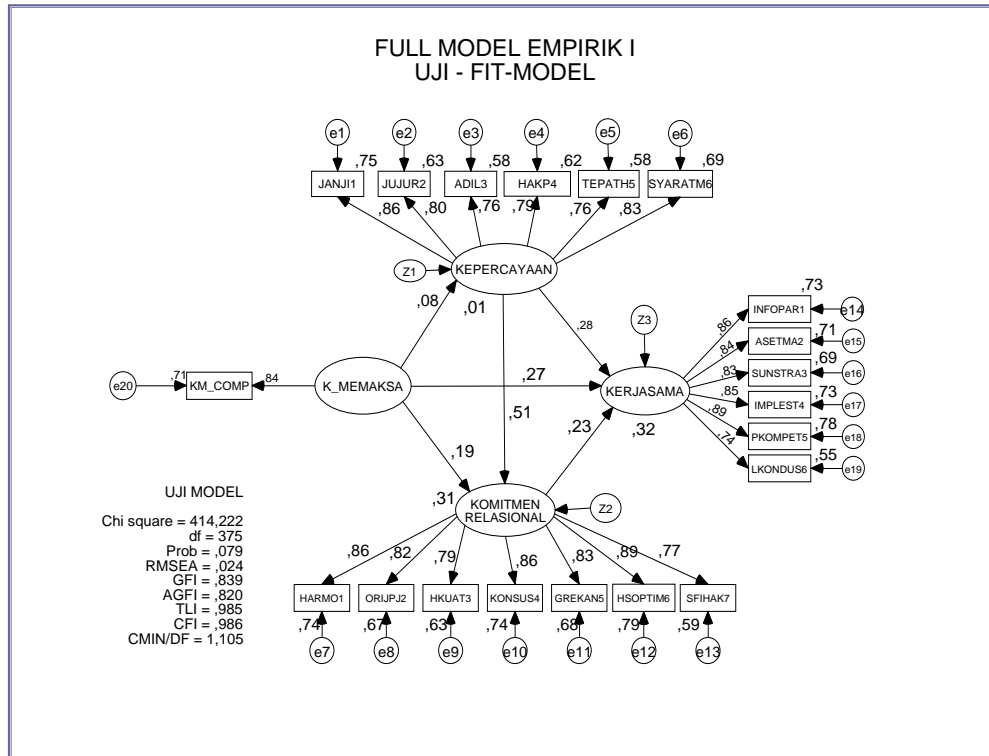 FULL MODEL EMPIRIK I
UJI - FIT-MODEL
e1 e2 e3 e4 e5 e6
,75 ,63 ,58 ,62 ,58 ,69
JANJI1 JUJUR2 ADIL3 HAKP4 TEPATH5 SYARATM6
,86 ,80 ,76 ,79 ,76 ,83
Z1 KEPERCAYAAN
,08 ,01
,28
Z3
,73
INFOPAR1 e14
,86
,71
ASETMA2 e15
,84
,69
SUNSTRA3 e16
,83
,73
IMPLEST4 e17
,85
,78
PKOMPET5 e18
,89
,55
LKONDUS6 e19
,74
e20 ,71 KM_COMP ,84 K_MEMAKSA ,27 KERJASAMA
,51 ,23 ,32
,19
,31
KOMITMEN
RELASIONAL
Z2
,86 ,82 ,79 ,86 ,83 ,89 ,77
HARMO1 ORIJPJ2 HKUAT3 KONSUS4 GREKAN5 HSOPTIM6 SFIHAK7
,74 ,67 ,63 ,74 ,68 ,79 ,59
e7 e8 e9 e10 e11 e12 e13
UJI MODEL
Chi square = 414,222
df = 375
Prob = ,079
RMSEA = ,024
GFI = ,839
AGFI = ,820
TLI = ,985
CFI = ,986
CMIN/DF = 1,105